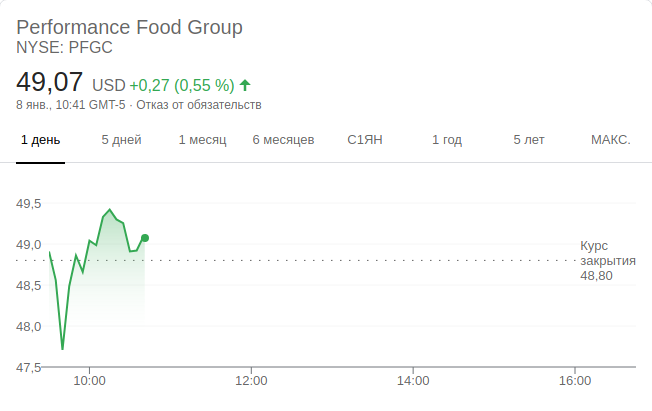 Performance Food Group
NYSE: PFGC
49,07 USD +0,27 (0,55 %)
8 янв., 10:41 GMT-5 · Отказ от обязательств
1 день 5 дней 1 месяц 6 месяцев С1ЯН 1 год 5 лет МАКС.
49,5
49,0
Курс
закрытия
48,80
48,5
48,0
47,5
10:00 12:00 14:00 16:00